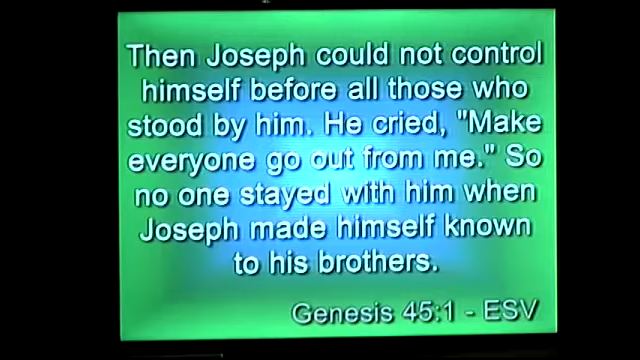 Then Joseph could not control
himself before all those who
stood by him. He cried, "Make
everyone go out from me." So
no one stayed with him when
Joseph made himself known
to his brothers.
Genesis 45:1 - ESV